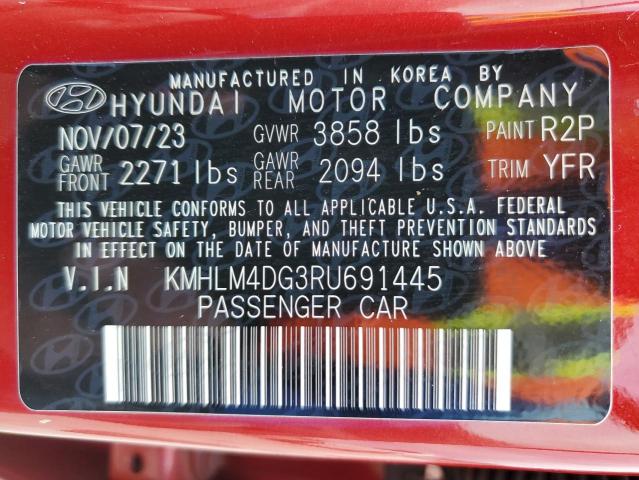 MANUFACTURED IN KOREA BY
HYUNDAI MOTOR COMPANY
NOV/07/23 GVWR 3858 lbs PAINT R2P
GAWR FRONT 2271 lbs GAWR REAR 2094 lbs TRIM YFR
THIS VEHICLE CONFORMS TO ALL APPLICABLE U.S.A. FEDERAL
MOTOR VEHICLE SAFETY, BUMPER, AND THEFT PREVENTION STANDARDS
IN EFFECT ON THE DATE OF MANUFACTURE SHOWN ABOVE
V.I.N KMHLM4DG3RU691445
PASSENGER CAR